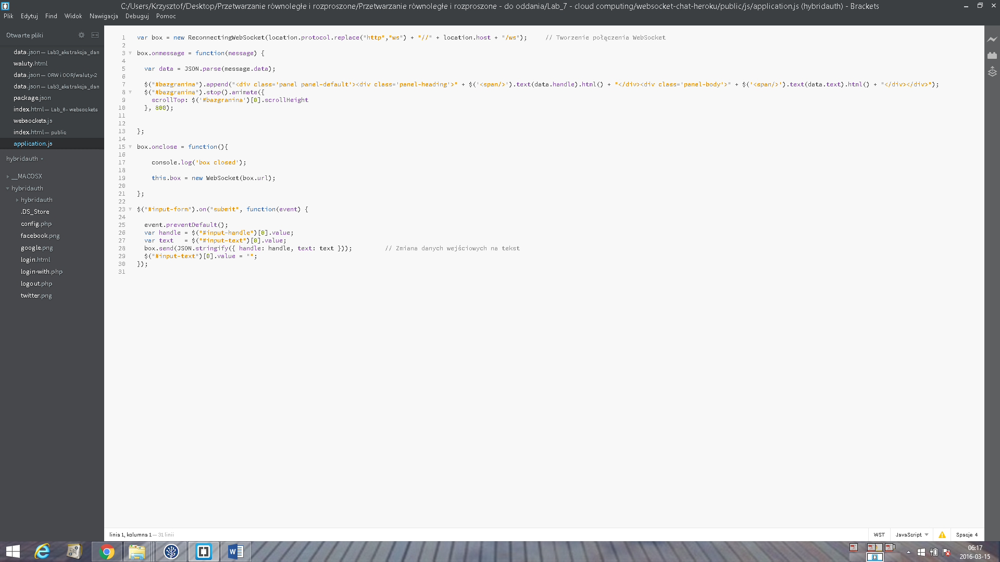 C:/Users/Krzysztof/Desktop/Przetwarzanie równoległe i rozproszone/Przetwarzanie równoległe i rozproszone - do oddania/Lab_7 - cloud computing/websocket-chat-heroku/public/js/application.js (hybridauth) - Brackets
Plik Edytuj Find Widok Nawigacja Debuguj Pomoc
Otwarte pliki
data.json — Lab3_ekstrakcja_dan
waluty.html
data.json — ORW i OOR/waluty-2
data.json — Lab3_ekstrakcja_dan
package.json
index.html — Lab_6 - websockets
websockets.js
index.html — public
application.js
hybridauth
__MACOSX
hybridauth
hybridauth
.DS_Store
config.php
facebook.png
google.png
login.html
login-with.php
logout.php
twitter.png
1 var box = new ReconnectingWebSocket(location.protocol.replace("http","ws") + "//" + location.host + "/ws");     // Tworzenie połączenia WebSocket
2
3 box.onmessage = function(message) {
4
5   var data = JSON.parse(message.data);
6
7   $("#bazgranina").append("<div class='panel panel-default'><div class='panel-heading'>" + $('<span/>').text(data.handle).html() + "</div><div class='panel-body'>" + $('<span/>').text(data.text).html() + "</div></div>");
8   $("#bazgranina").stop().animate({
9     scrollTop: $('#bazgranina')[0].scrollHeight
10   }, 800);
11
12
13 };
14
15 box.onclose = function(){
16
17     console.log('box closed');
18
19     this.box = new WebSocket(box.url);
20
21 };
22
23 $("#input-form").on("submit", function(event) {
24
25   event.preventDefault();
26   var handle = $("#input-handle")[0].value;
27   var text   = $("#input-text")[0].value;
28   box.send(JSON.stringify({ handle: handle, text: text }));         // Zmiana danych wejściowych na tekst
29   $("#input-text")[0].value = "";
30 });
31
linia 1, kolumna 1 — 31 linii
WST JavaScript Spacje 4
06:17
2016-03-15